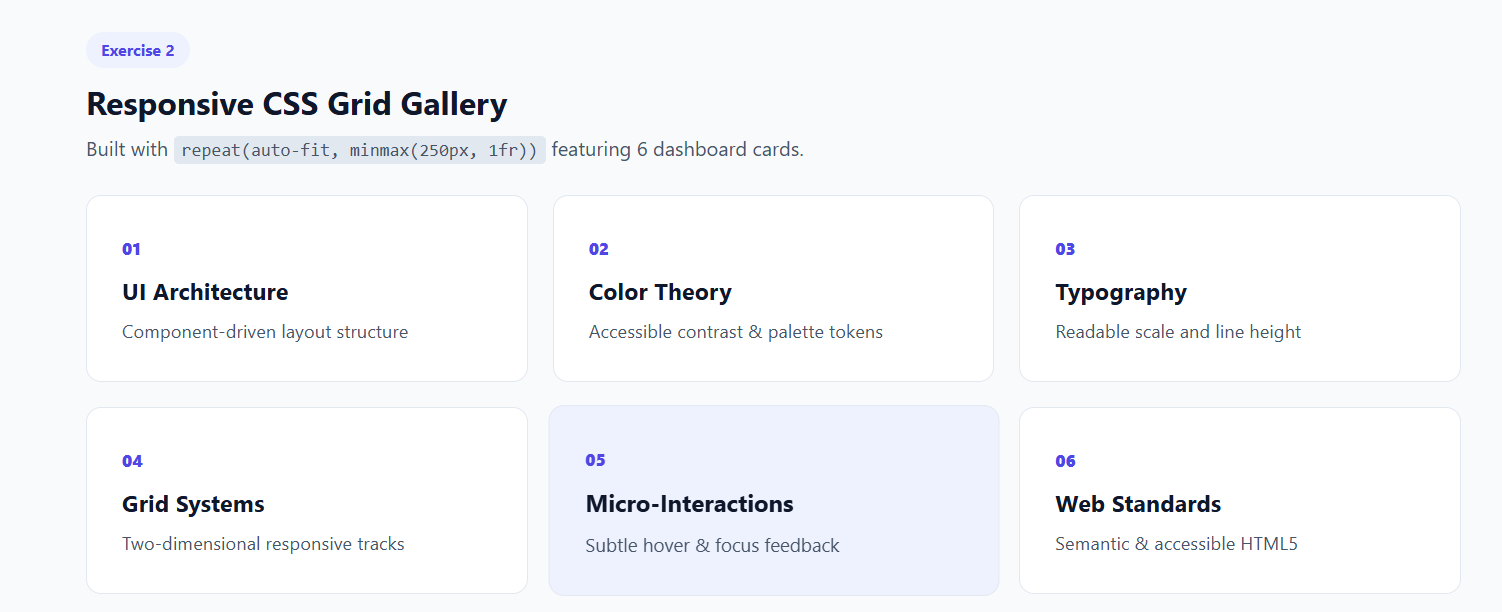 Exercise 2
Responsive CSS Grid Gallery
Built with repeat(auto-fit, minmax(250px, 1fr)) featuring 6 dashboard cards.
01
UI Architecture
Component-driven layout structure
02
Color Theory
Accessible contrast & palette tokens
03
Typography
Readable scale and line height
04
Grid Systems
Two-dimensional responsive tracks
05
Micro-Interactions
Subtle hover & focus feedback
06
Web Standards
Semantic & accessible HTML5